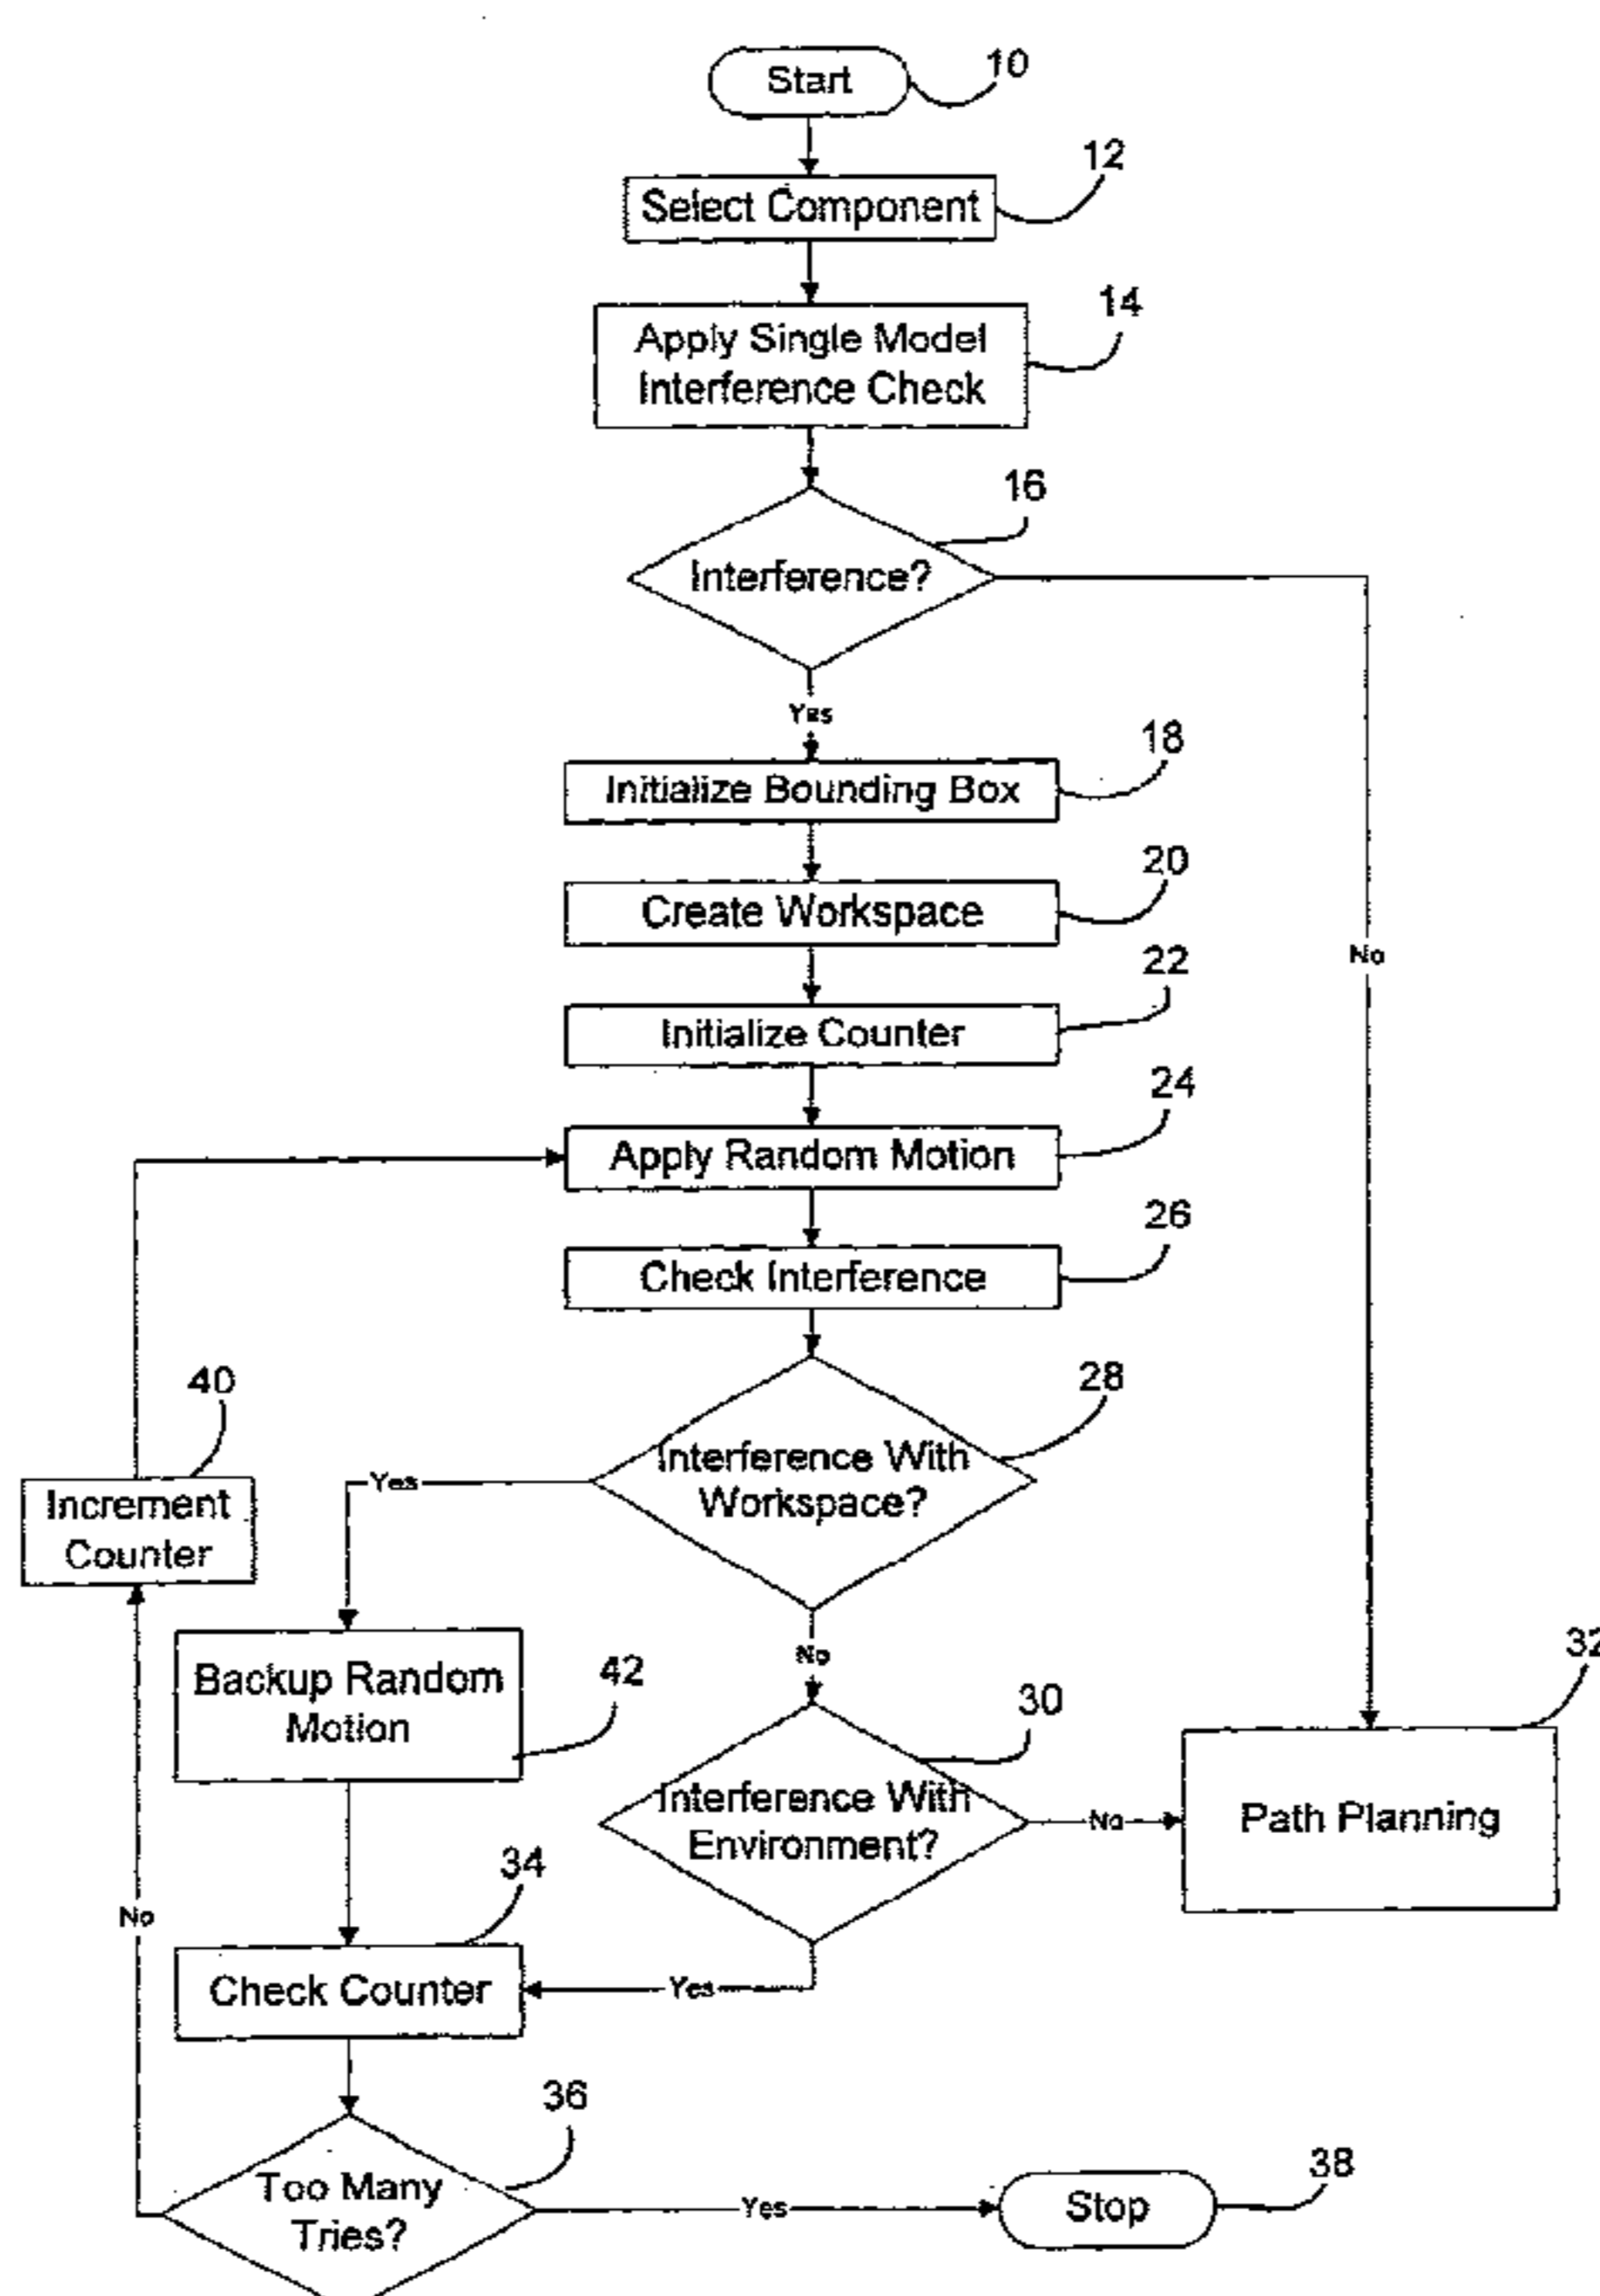 Start
10
Select Component
12
Apply Single Model
Interference Check
14
Interference?
16
Yes
Initialize Bounding Box
18
Create Workspace
20
Initialize Counter
22
No
Apply Random Motion
24
Check Interference
26
Interference With
Workspace?
28
Yes
40
Increment
Counter
No
Backup Random
Motion
42
Interference With
Environment?
30
No
Path Planning
32
Yes
Check Counter
34
No
Too Many
Tries?
36
Yes
Stop
38